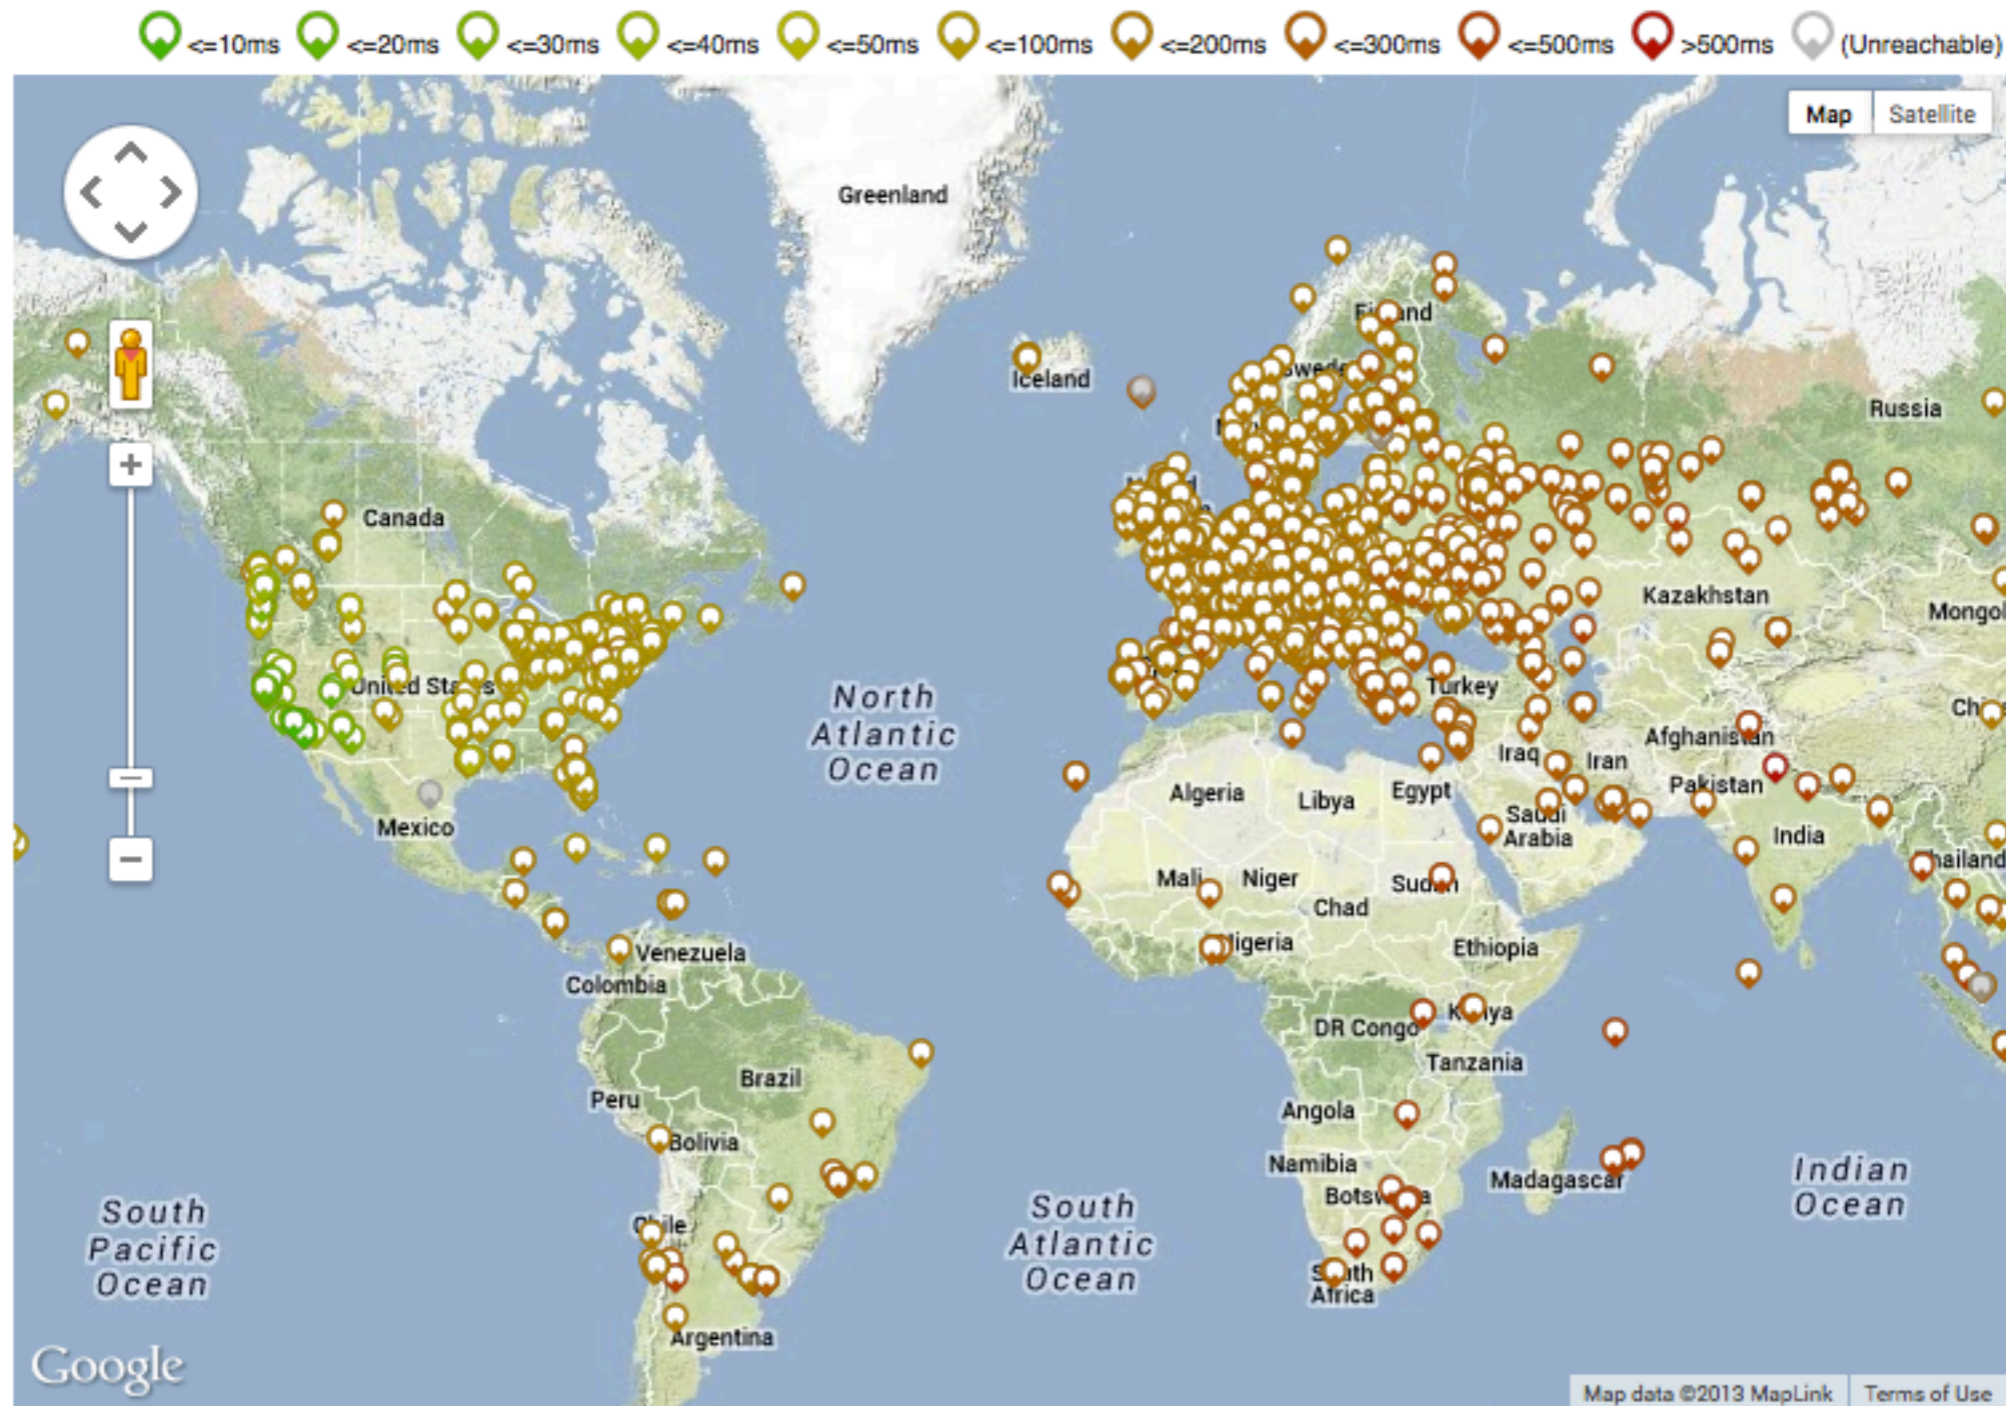 <=10ms <=20ms <=30ms <=40ms <=50ms <=100ms <=200ms <=300ms <=500ms >500ms (Unreachable)
Map Satellite
Greenland
Iceland
Russia
Canada
Kazakhstan
United States
North
Atlantic
Ocean
Turkey
Afghanistan
Iraq
Iran
Pakistan
Algeria
Libya
Egypt
Mexico
Saudi
Arabia
India
Mali
Niger
Chad
Ethiopia
Venezuela
Colombia
DR Congo
Tanzania
Brazil
Peru
Angola
Bolivia
Namibia
Madagascar
Indian
Ocean
South
Pacific
Ocean
South
Atlantic
Ocean
Africa
Argentina
Google
Map data ©2013 MapLink Terms of Use